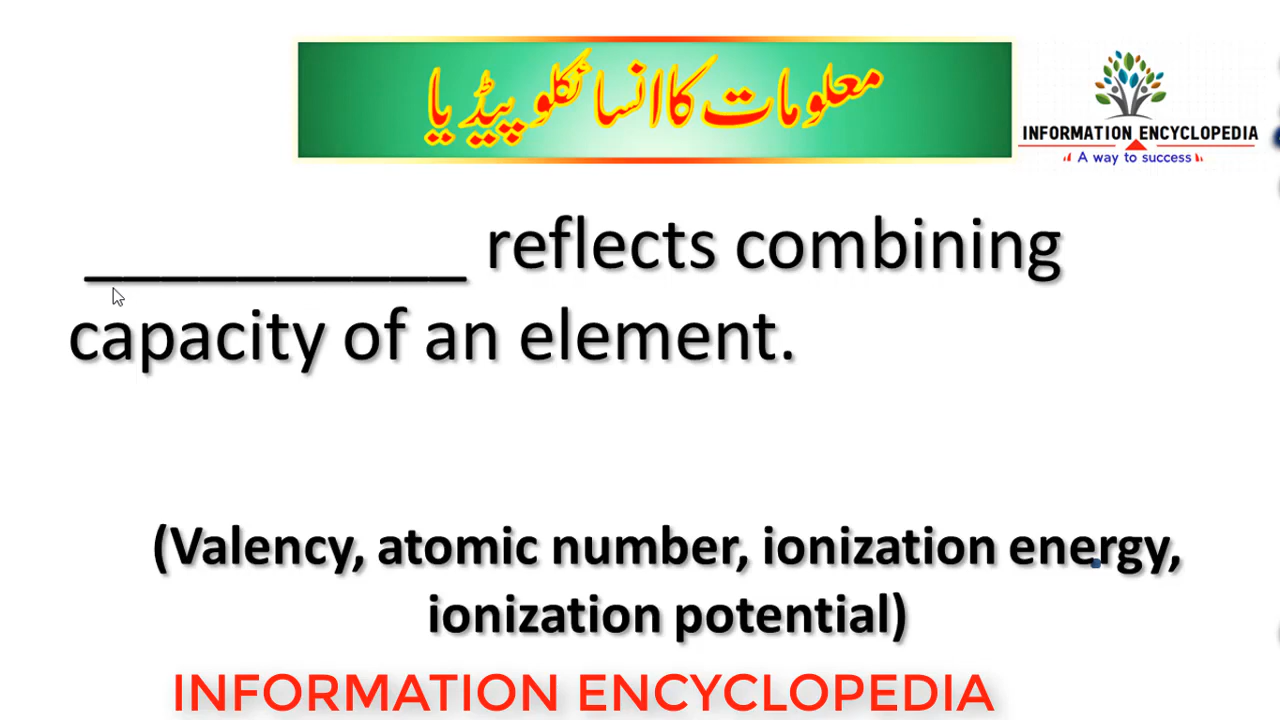 معلومات کا انسائکلوپیڈیا
INFORMATION ENCYCLOPEDIA
A way to success
__________ reflects combining
capacity of an element.
(Valency, atomic number, ionization energy,
ionization potential)
INFORMATION ENCYCLOPEDIA